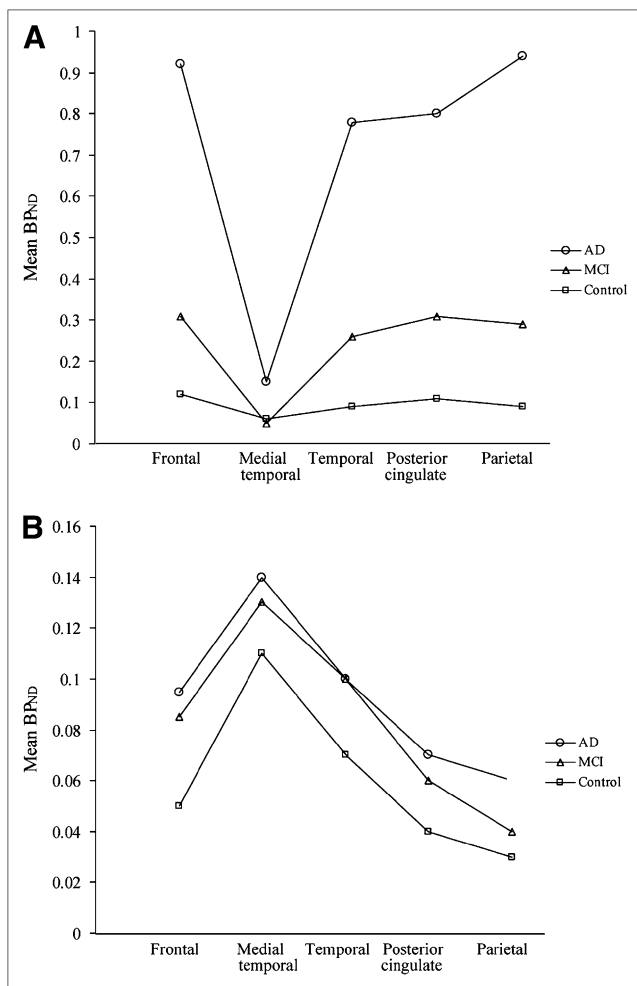 A
Mean BPND
1
0.9
0.8
0.7
0.6
0.5
0.4
0.3
0.2
0.1
0
Frontal
Medial
temporal
Temporal
Posterior
cingulate
Parietal
AD
MCI
Control
B
Mean BPND
0.16
0.14
0.12
0.1
0.08
0.06
0.04
0.02
0
Frontal
Medial
temporal
Temporal
Posterior
cingulate
Parietal
AD
MCI
Control